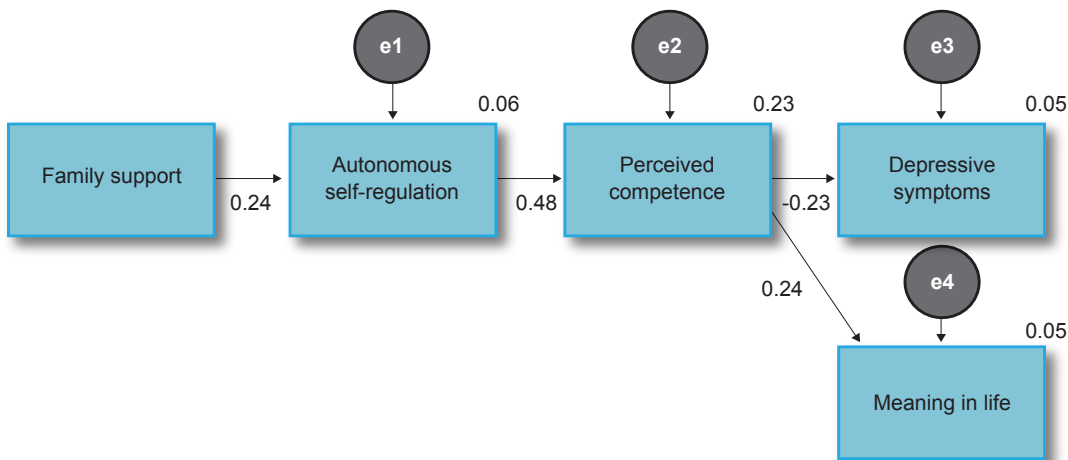 e1
e2
e3
0.06
0.23
0.05
Family support
Autonomous
self-regulation
Perceived
competence
Depressive
symptoms
0.24
0.48
-0.23
e4
0.24
0.05
Meaning in life